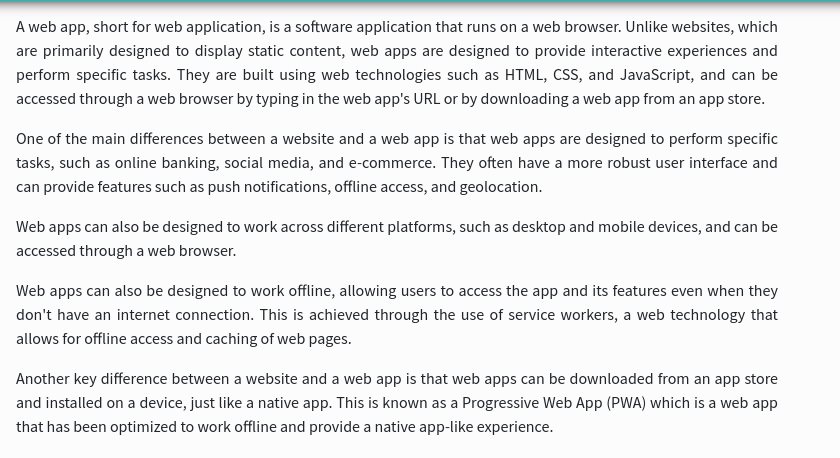 A web app, short for web application, is a software application that runs on a web browser. Unlike websites, which
are primarily designed to display static content, web apps are designed to provide interactive experiences and
perform specific tasks. They are built using web technologies such as HTML, CSS, and JavaScript, and can be
accessed through a web browser by typing in the web app's URL or by downloading a web app from an app store.
One of the main differences between a website and a web app is that web apps are designed to perform specific
tasks, such as online banking, social media, and e-commerce. They often have a more robust user interface and
can provide features such as push notifications, offline access, and geolocation.
Web apps can also be designed to work across different platforms, such as desktop and mobile devices, and can be
accessed through a web browser.
Web apps can also be designed to work offline, allowing users to access the app and its features even when they
don't have an internet connection. This is achieved through the use of service workers, a web technology that
allows for offline access and caching of web pages.
Another key difference between a website and a web app is that web apps can be downloaded from an app store
and installed on a device, just like a native app. This is known as a Progressive Web App (PWA) which is a web app
that has been optimized to work offline and provide a native app-like experience.